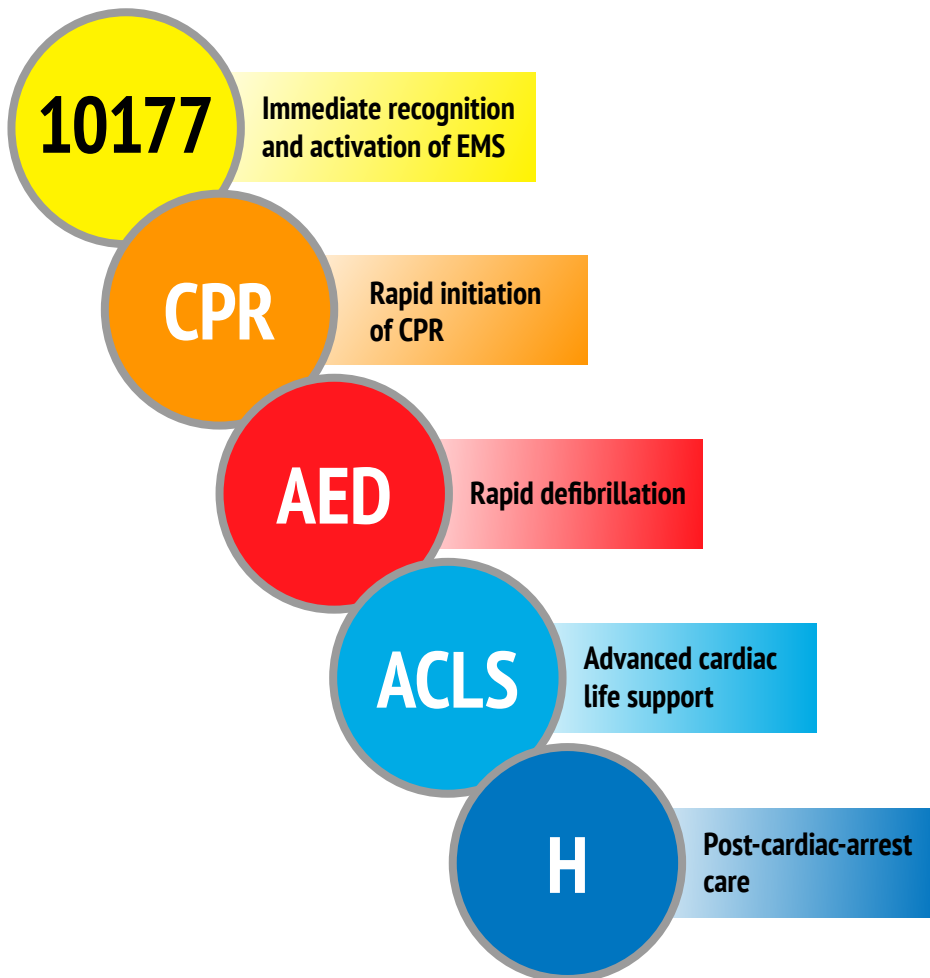 10177
Immediate recognition
and activation of EMS
CPR
Rapid initiation
of CPR
AED
Rapid defibrillation
ACLS
Advanced cardiac
life support
H
Post-cardiac-arrest
care